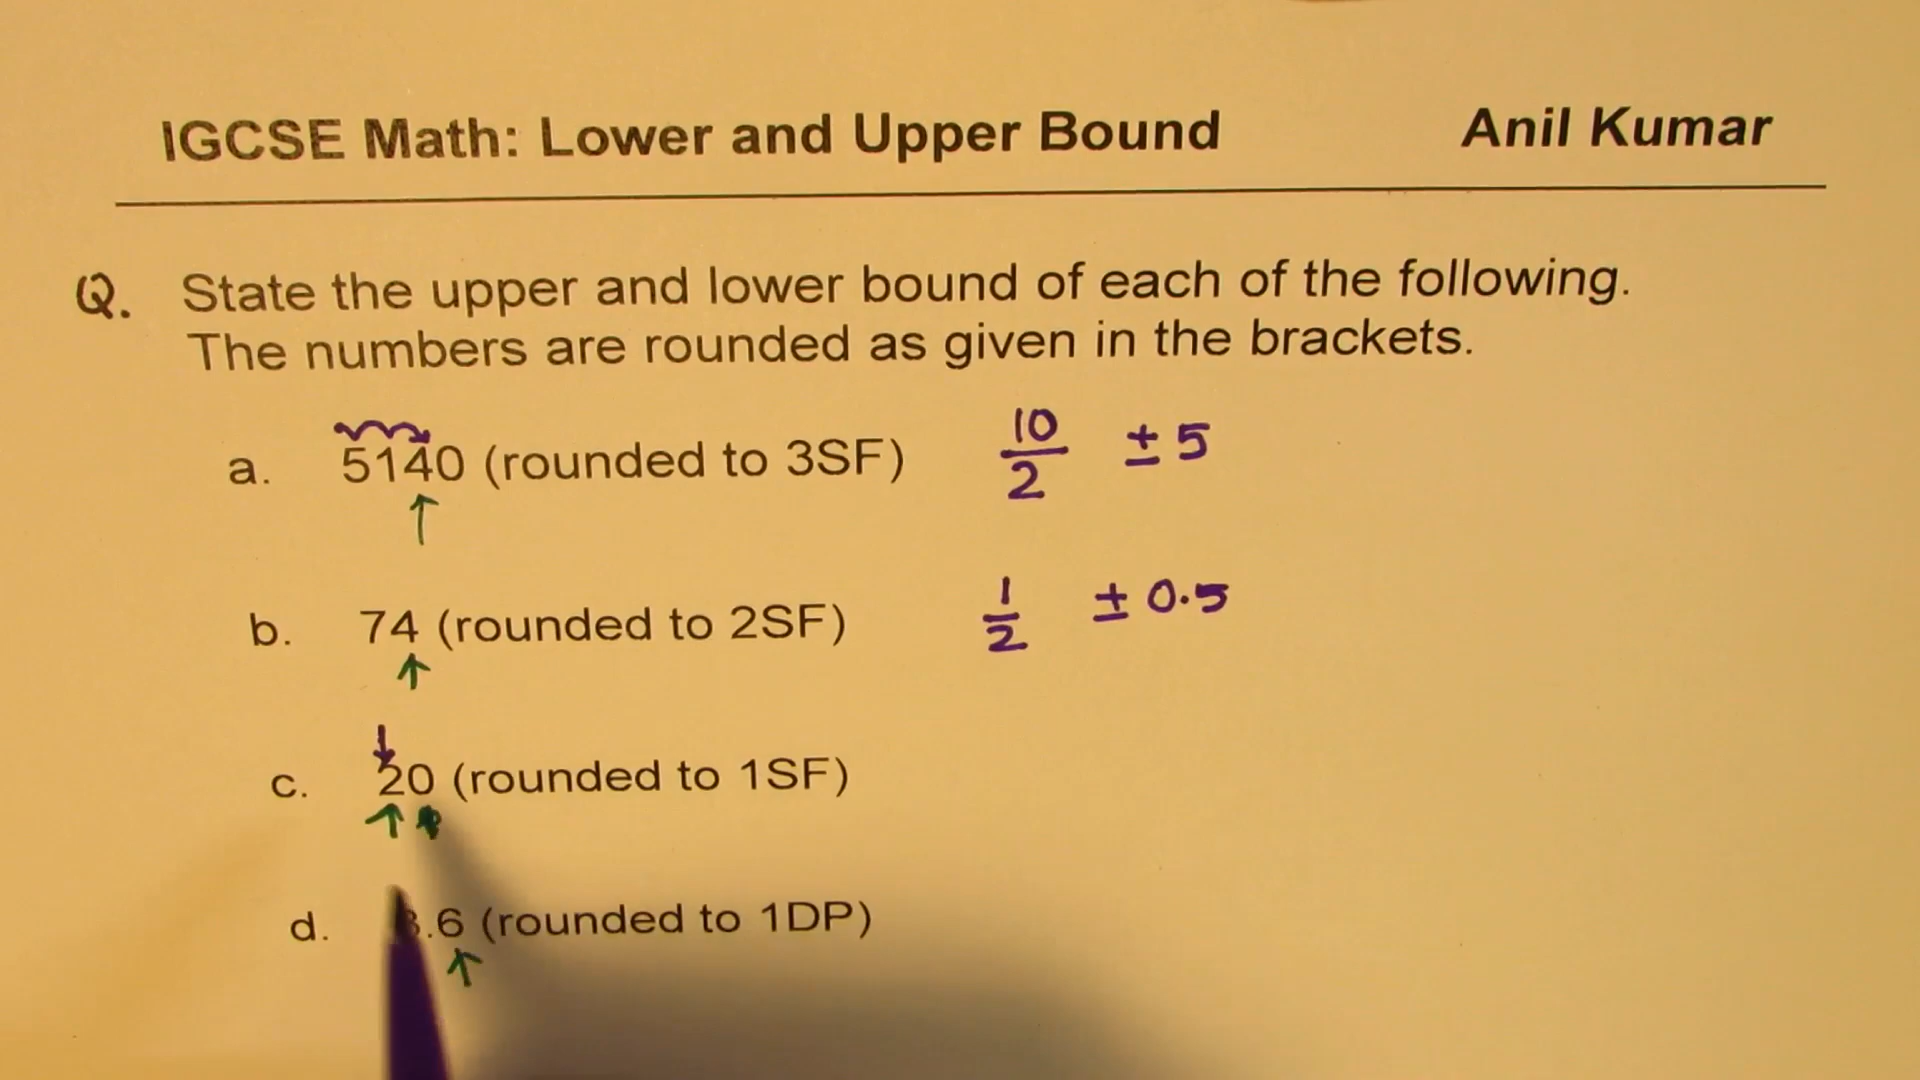 IGCSE Math: Lower and Upper Bound Anil Kumar
Q. State the upper and lower bound of each of the following.
The numbers are rounded as given in the brackets.
a. 5140 (rounded to 3SF) 10/2 ± 5
b. 74 (rounded to 2SF) 1/2 ± 0.5
c. 20 (rounded to 1SF)
d. .6 (rounded to 1DP)